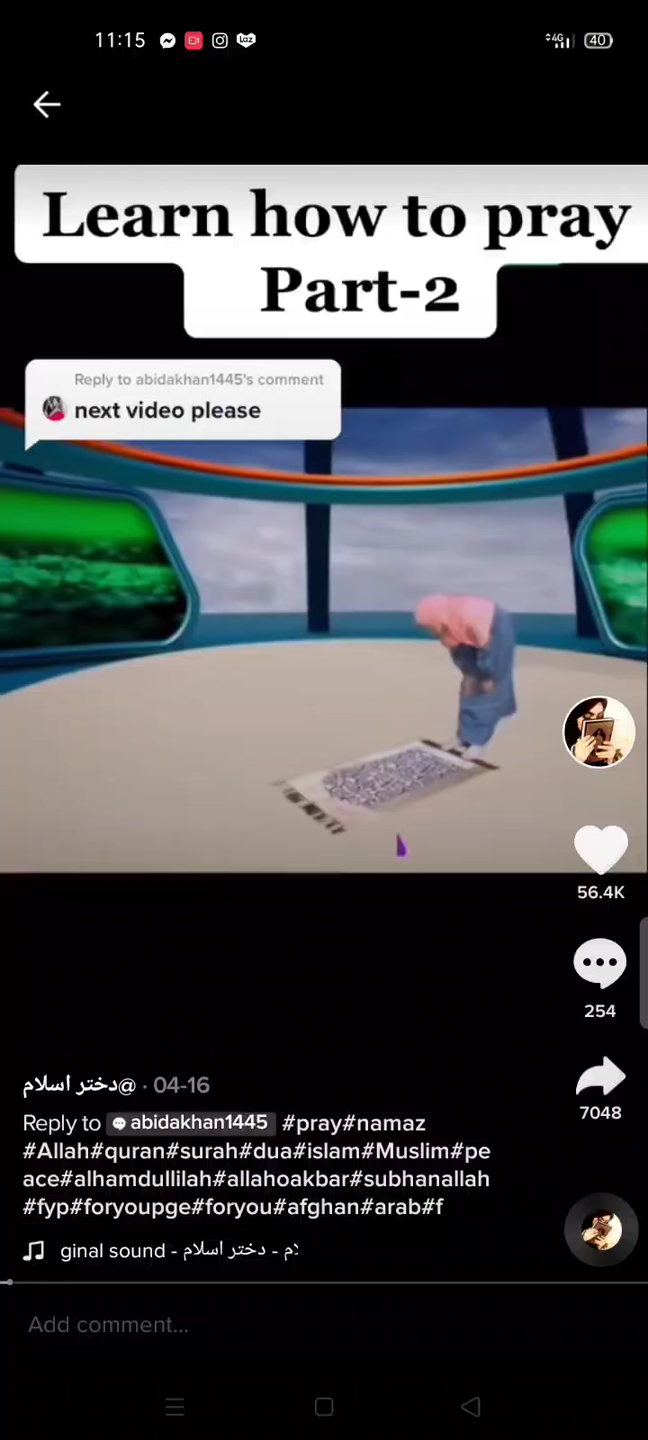 11:15
Laz
4G
40
Learn how to pray
Part-2
Reply to abidakhan1445's comment
next video please
56.4K
254
@دختر اسلام · 04-16
Reply to abidakhan1445 #pray#namaz
#Allah#quran#surah#dua#islam#Muslim#pe
ace#alhamdullilah#allahoakbar#subhanallah
#fyp#foryoupge#foryou#afghan#arab#f
7048
ginal sound - دختر اسلام -
Add comment...